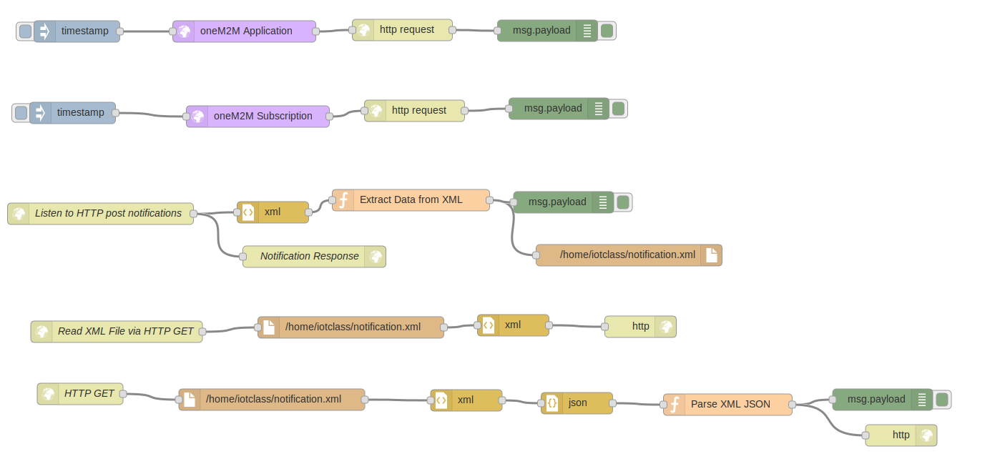 timestamp
oneM2M Application
http request
msg.payload
timestamp
oneM2M Subscription
http request
msg.payload
Listen to HTTP post notifications
xml
Extract Data from XML
msg.payload
Notification Response
/home/iotclass/notification.xml
Read XML File via HTTP GET
/home/iotclass/notification.xml
xml
http
HTTP GET
/home/iotclass/notification.xml
xml
json
Parse XML JSON
msg.payload
http